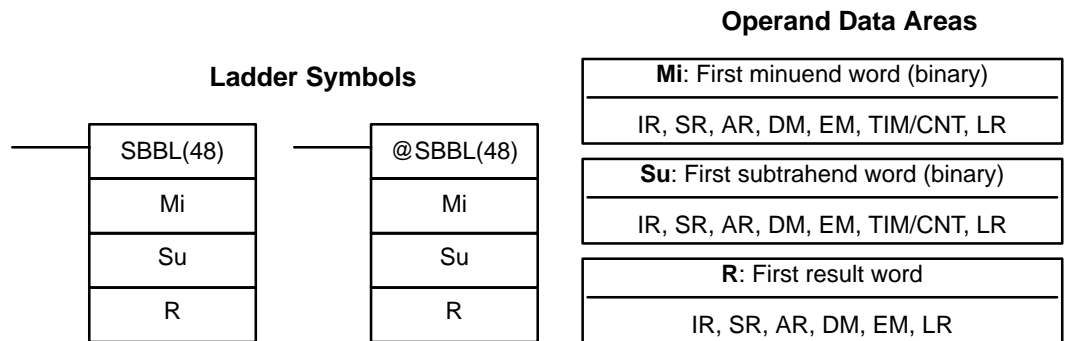 Operand Data Areas
Ladder Symbols
SBBL(48)
Mi
Su
R
@SBBL(48)
Mi
Su
R
Mi: First minuend word (binary)
IR, SR, AR, DM, EM, TIM/CNT, LR
Su: First subtrahend word (binary)
IR, SR, AR, DM, EM, TIM/CNT, LR
R: First result word
IR, SR, AR, DM, EM, LR